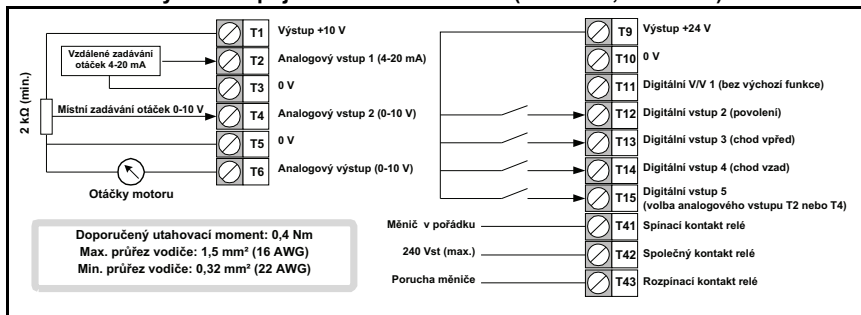 T1 Výstup +10 V
Vzdálené zadávání
otáček 4-20 mA
T2 Analogový vstup 1 (4-20 mA)
T3 0 V
2 kΩ (min.)
Místní zadávání otáček 0-10 V
T4 Analogový vstup 2 (0-10 V)
T5 0 V
T6 Analogový výstup (0-10 V)
Otáčky motoru
Doporučený utahovací moment: 0,4 Nm
Max. průřez vodiče: 1,5 mm² (16 AWG)
Min. průřez vodiče: 0,32 mm² (22 AWG)
T9 Výstup +24 V
T10 0 V
T11 Digitální V/V 1 (bez výchozí funkce)
T12 Digitální vstup 2 (povolení)
T13 Digitální vstup 3 (chod vpřed)
T14 Digitální vstup 4 (chod vzad)
T15 Digitální vstup 5
(volba analogového vstupu T2 nebo T4)
Měnič v pořádku T41 Spínací kontakt relé
240 Vst (max.) T42 Společný kontakt relé
Porucha měniče T43 Rozpínací kontakt relé